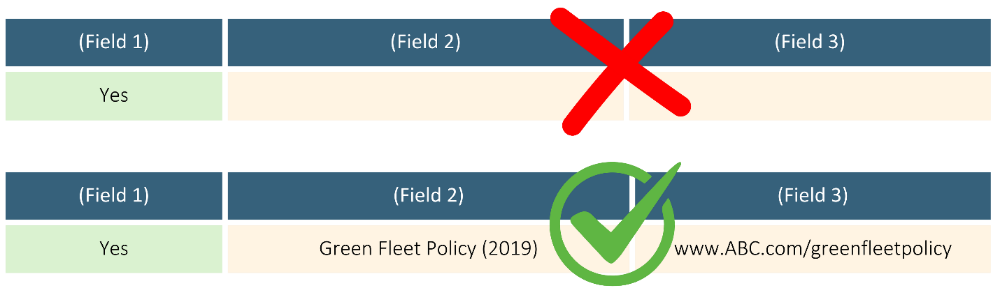 (Field 1) (Field 2) (Field 3)
Yes
(Field 1) (Field 2) (Field 3)
Yes Green Fleet Policy (2019) www.ABC.com/greenfleetpolicy